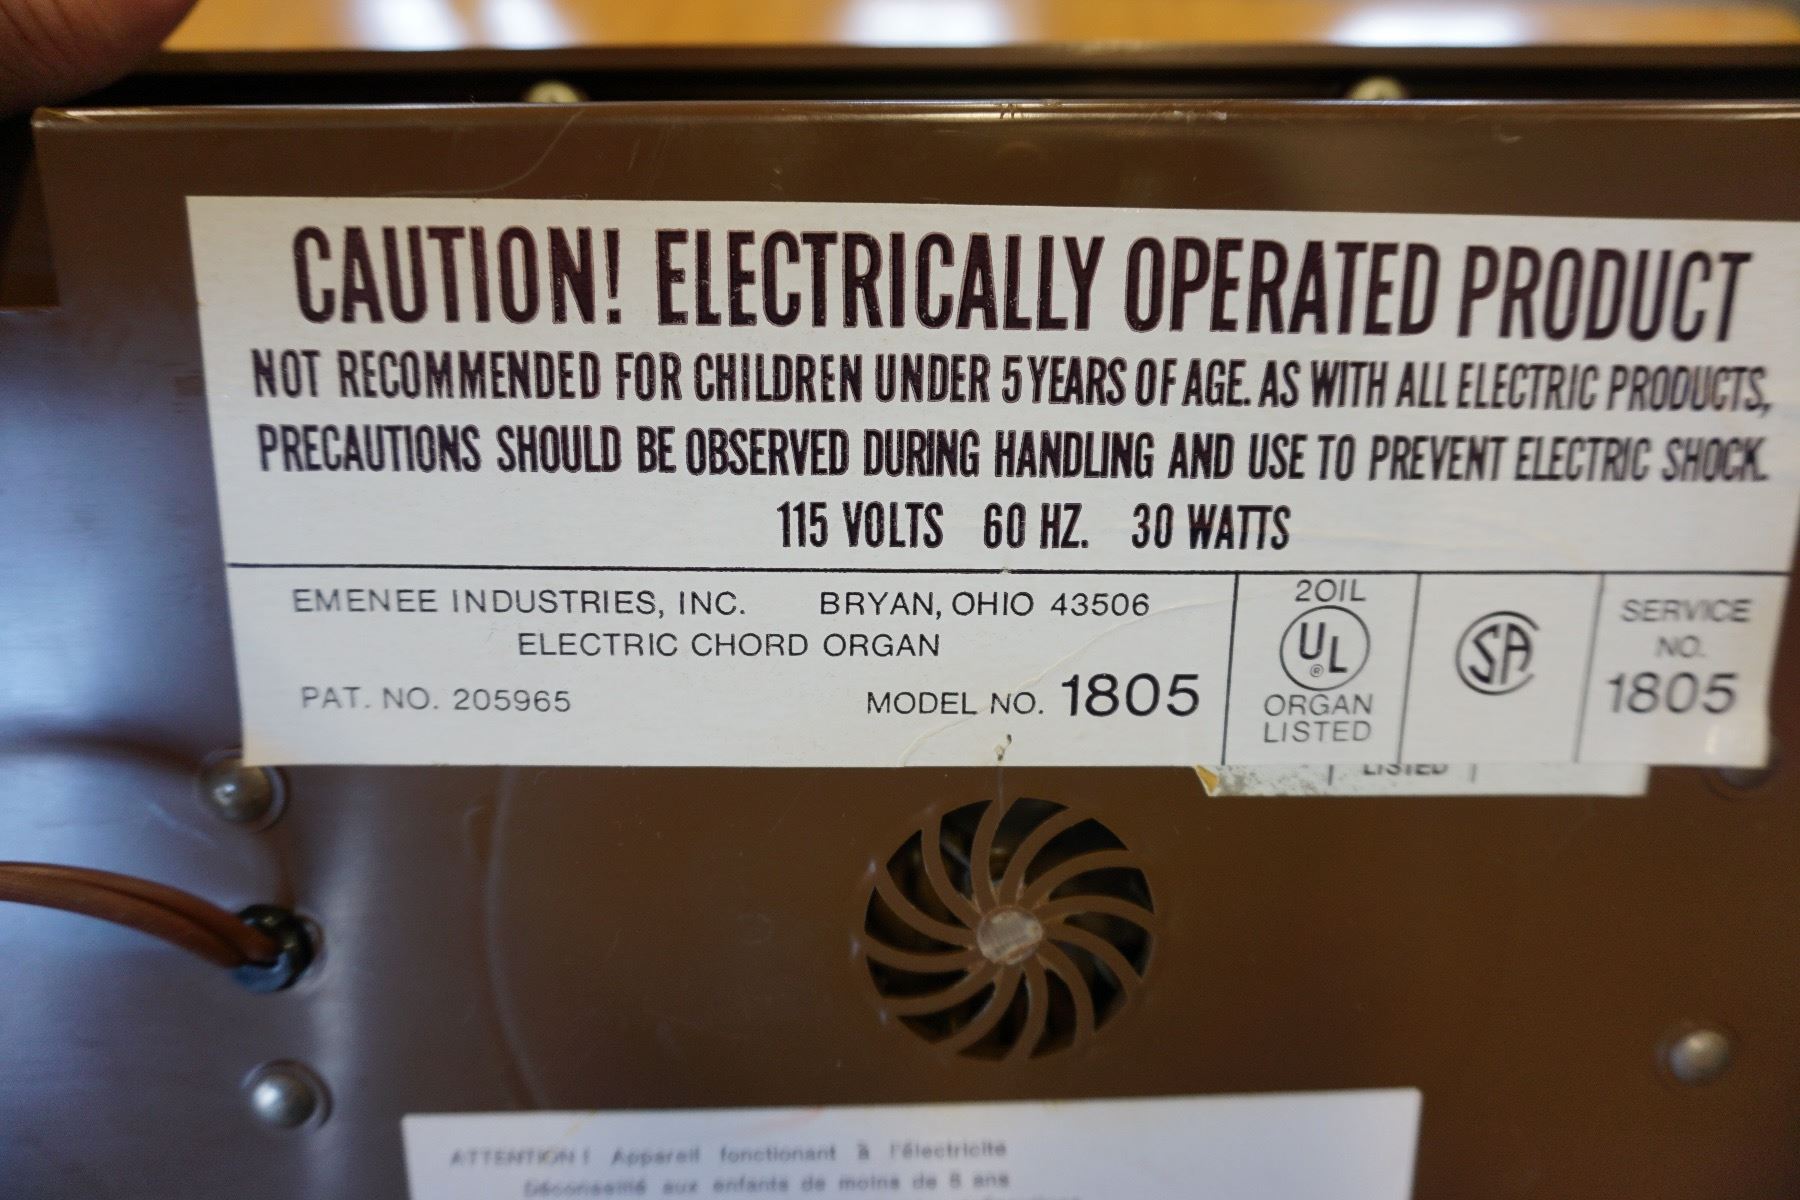 CAUTION! ELECTRICALLY OPERATED PRODUCT
NOT RECOMMENDED FOR CHILDREN UNDER 5 YEARS OF AGE. AS WITH ALL ELECTRIC PRODUCTS,
PRECAUTIONS SHOULD BE OBSERVED DURING HANDLING AND USE TO PREVENT ELECTRIC SHOCK.
115 VOLTS 60 HZ. 30 WATTS
EMENEE INDUSTRIES, INC. BRYAN, OHIO 43506
ELECTRIC CHORD ORGAN
PAT. NO. 205965 MODEL NO. 1805
2OIL
UL
®
ORGAN
LISTED
SA
SERVICE
NO.
1805
LISTED
ATTENTION! Appareil fonctionant à l'électricité
Déconseillé aux enfants de moins de 5 ans